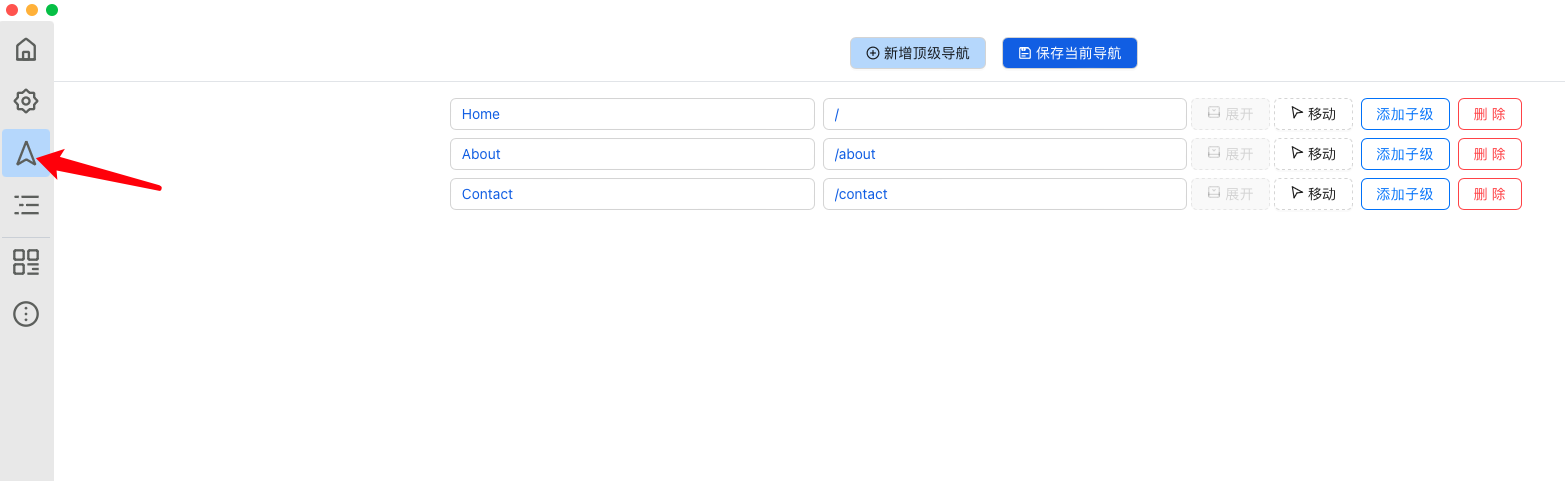 新增顶级导航 保存当前导航
Home / 展开 移动 添加子级 删 除
About /about 展开 移动 添加子级 删 除
Contact /contact 展开 移动 添加子级 删 除